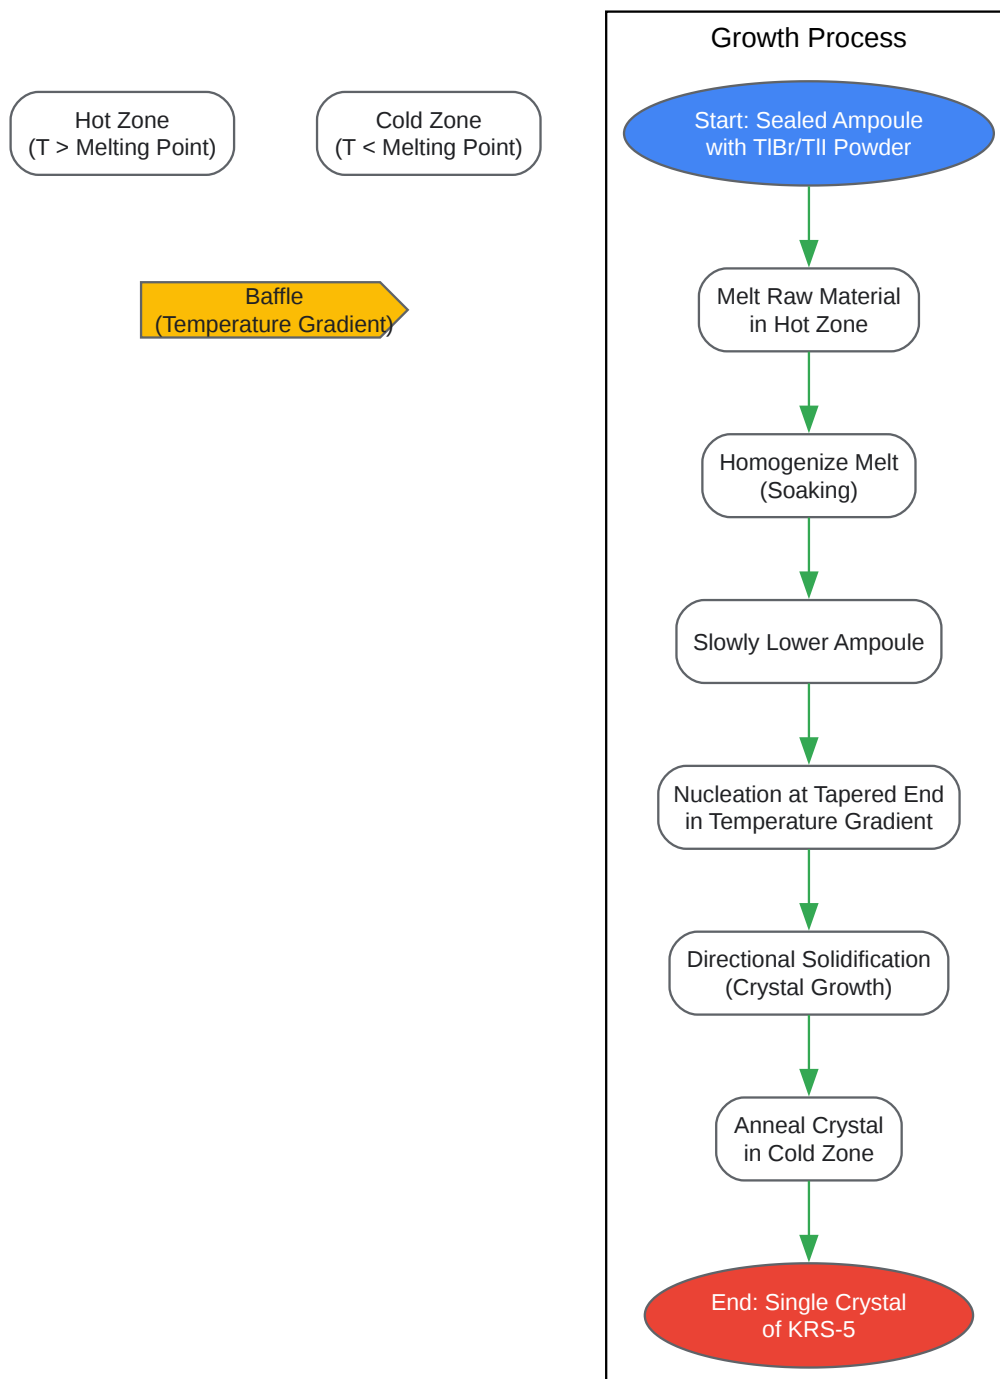 Growth Process
Hot Zone
(T > Melting Point)
Cold Zone
(T < Melting Point)
Baffle
(Temperature Gradient)
Start: Sealed Ampoule
with TlBr/TlI Powder
Melt Raw Material
in Hot Zone
Homogenize Melt
(Soaking)
Slowly Lower Ampoule
Nucleation at Tapered End
in Temperature Gradient
Directional Solidification
(Crystal Growth)
Anneal Crystal
in Cold Zone
End: Single Crystal
of KRS-5